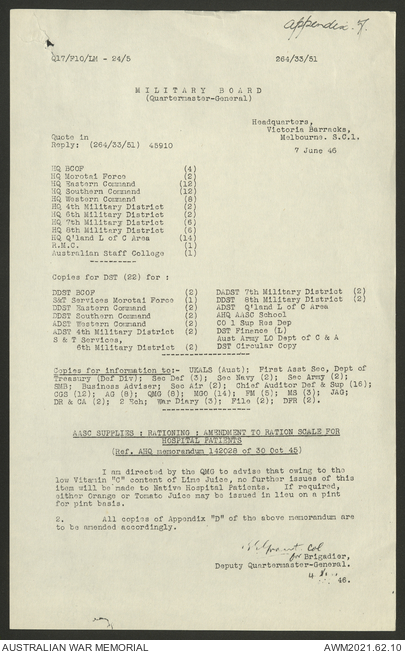 Appendix 57.
Q17/F10/LM - 24/5 264/33/51
MILITARY BOARD
(Quartermaster-General)
Headquarters,
Victoria Barracks,
Melbourne. S.C.1.
7 June 46
Quote in
Reply: (264/33/51) 45910
HQ BCOF (4)
HQ Morotai Force (2)
HQ Eastern Command (12)
HQ Southern Command (12)
HQ Western Command (8)
HQ 4th Military District (2)
HQ 6th Military District (2)
HQ 7th Military District (6)
HQ 8th Military District (6)
HQ Q'land L of C Area (14)
R.M.C. (1)
Australian Staff College (1)
----------
Copies for DST (22) for :
DDST BCOF (2) DADST 7th Military District (2)
S&T Services Morotai Force (1) DDST 8th Military District (2)
DDST Eastern Command (2) ADST Q'land L of C Area
DDST Southern Command (2) AHQ AASC School
ADST Western Command (2) CO 1 Sup Res Dep
ADST 4th Military District (2) DST Finance (L)
S & T Services, Aust Army LO Dept of C & A
6th Military District (2) DST Circular Copy
--------------------
Copies for information to:- UKALS (Aust); First Asst Sec, Dept of
Treasury (Def Div); Sec Def (3); Sec Navy (2); Sec Army (2);
SMB; Business Adviser; Sec Air (2); Chief Auditor Def & Sup (16);
CGS (12); AG (8); QMG (8); MGO (14); FM (5); MS (3); JAG;
DR & CA (2); 2 Ech; War Diary (3); File (2); DFR (2).
--------------------
AASC SUPPLIES : RATIONING : AMENDMENT TO RATION SCALE FOR
HOSPITAL PATIENTS
(Ref. AHQ memorandum 142028 of 30 Oct 45)
I am directed by the QMG to advise that owing to the
low Vitamin "C" content of Lime Juice, no further issues of this
item will be made to Native Hospital Patients. If required,
either Orange or Tomato Juice may be issued in lieu on a pint
for pint basis.
2. All copies of Appendix "D" of the above memorandum are
to be amended accordingly.
Col
for Brigadier,
Deputy Quartermaster-General.
46.
AUSTRALIAN WAR MEMORIAL AWM2021.62.10